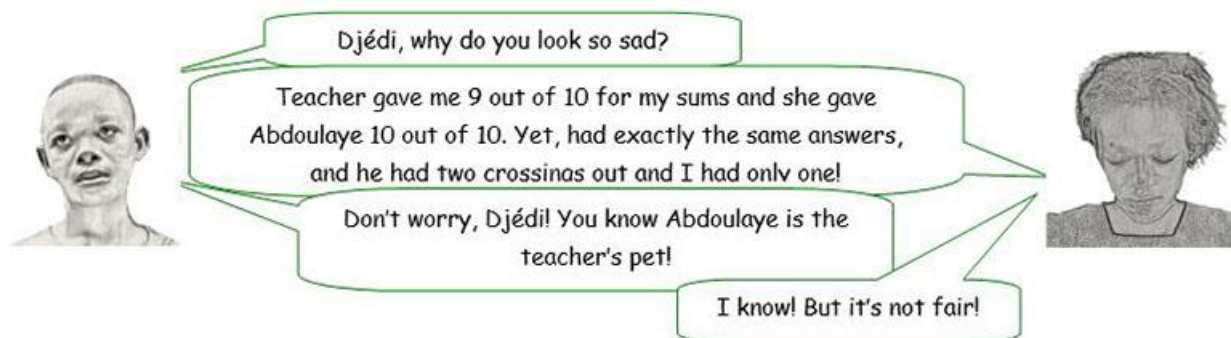 Djédi, why do you look so sad?
Teacher gave me 9 out of 10 for my sums and she gave
Abdoulaye 10 out of 10. Yet, had exactly the same answers,
and he had two crossings out and I had only one!
Don't worry, Djédi! You know Abdoulaye is the
teacher's pet!
I know! But it's not fair!